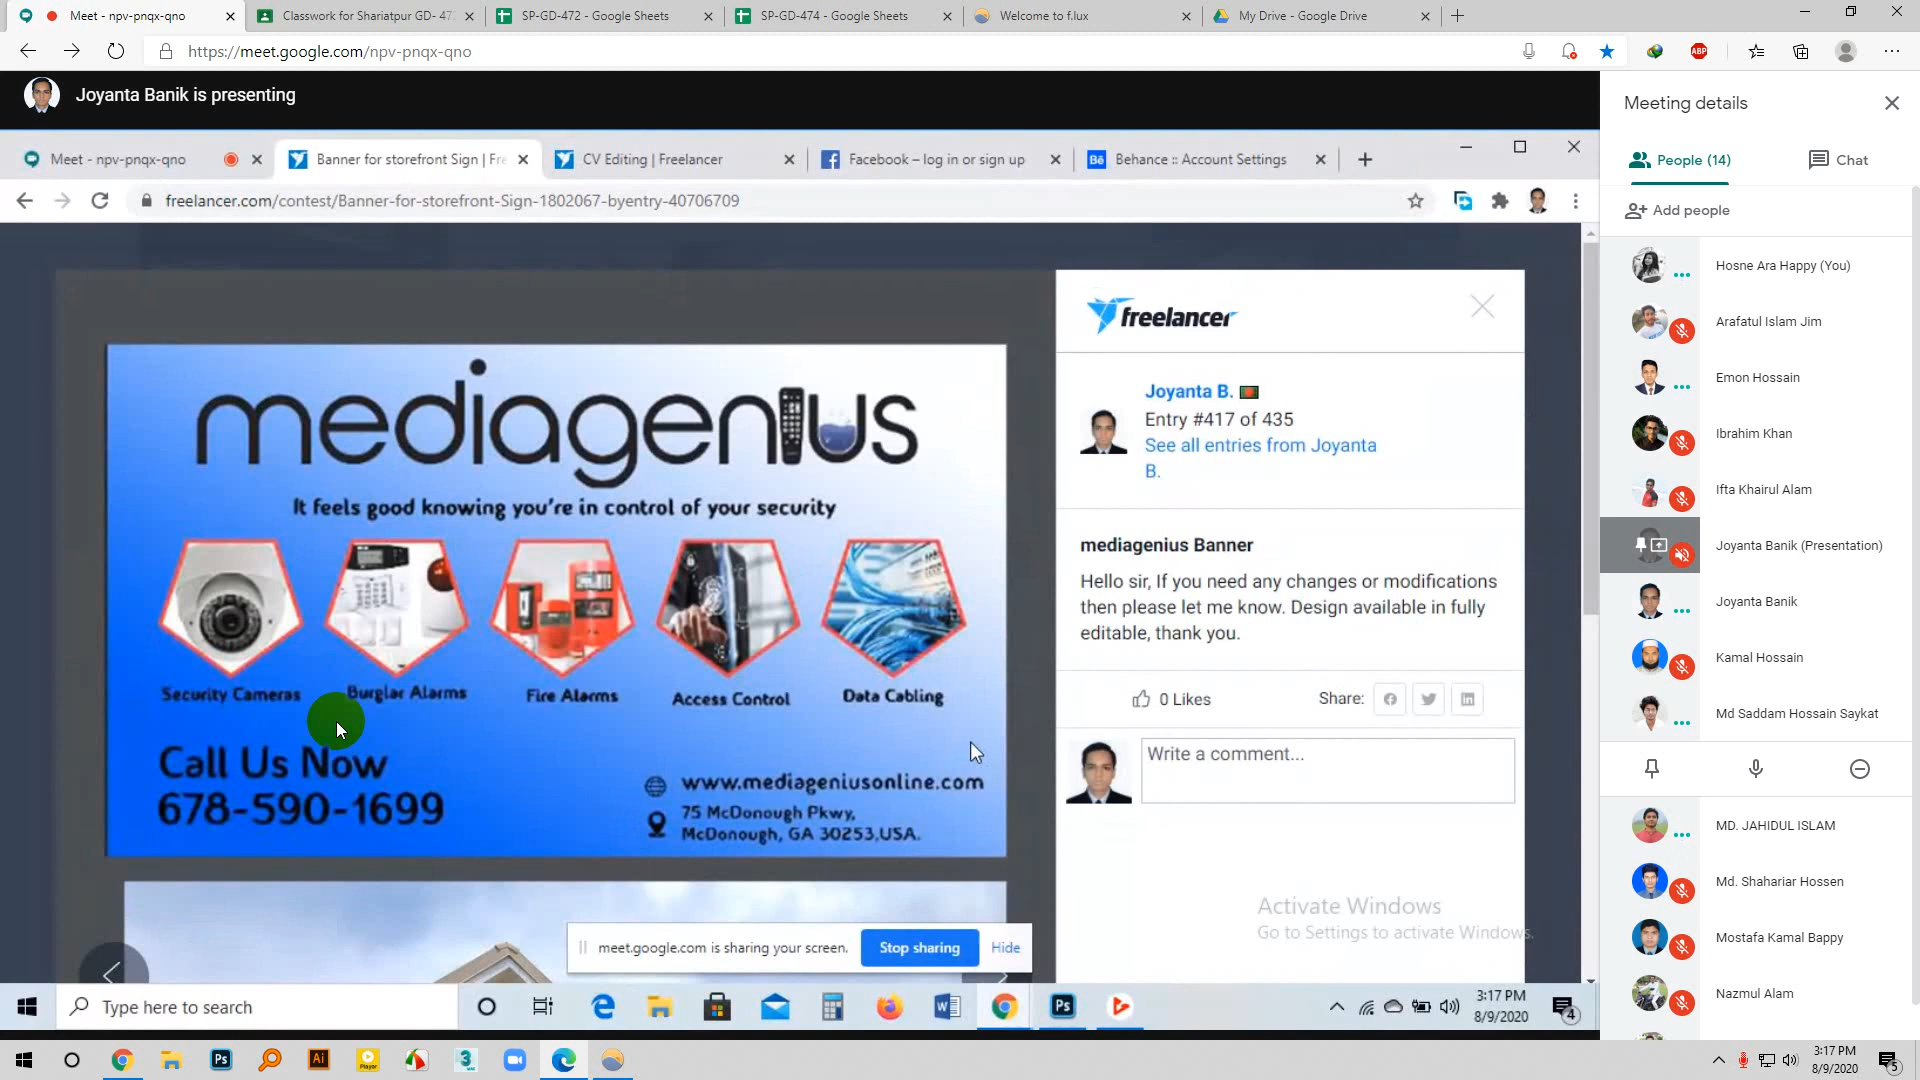 Meet - npv-pnqx-qno
Classwork for Shariatpur GD- 47
SP-GD-472 - Google Sheets
SP-GD-474 - Google Sheets
Welcome to f.lux
My Drive - Google Drive
https://meet.google.com/npv-pnqx-qno
ABP
Joyanta Banik is presenting
Meet - npv-pnqx-qno
Banner for storefront Sign | Fre
CV Editing | Freelancer
Facebook – log in or sign up
Bē
Behance :: Account Settings
freelancer.com/contest/Banner-for-storefront-Sign-1802067-byentry-40706709
mediagenius
It feels good knowing you're in control of your security
Security Cameras
Burglar Alarms
Fire Alarms
Access Control
Data Cabling
Call Us Now
678-590-1699
www.mediageniusonline.com
75 McDonough Pkwy,
McDonough, GA 30253,USA.
freelancer
Joyanta B.
Entry #417 of 435
See all entries from Joyanta
B.
mediagenius Banner
Hello sir, If you need any changes or modifications
then please let me know. Design available in fully
editable, thank you.
0 Likes
Share:
Write a comment...
Activate Windows
Go to Settings to activate Windows.
meet.google.com is sharing your screen.
Stop sharing
Hide
Type here to search
Ps
3:17 PM
8/9/2020
4
Meeting details
People (14)
Chat
Add people
Hosne Ara Happy (You)
Arafatul Islam Jim
Emon Hossain
Ibrahim Khan
Ifta Khairul Alam
Joyanta Banik (Presentation)
Joyanta Banik
Kamal Hossain
Md Saddam Hossain Saykat
MD. JAHIDUL ISLAM
Md. Shahariar Hossen
Mostafa Kamal Bappy
Nazmul Alam
Ps
Ai
Player
3
3:17 PM
8/9/2020
5